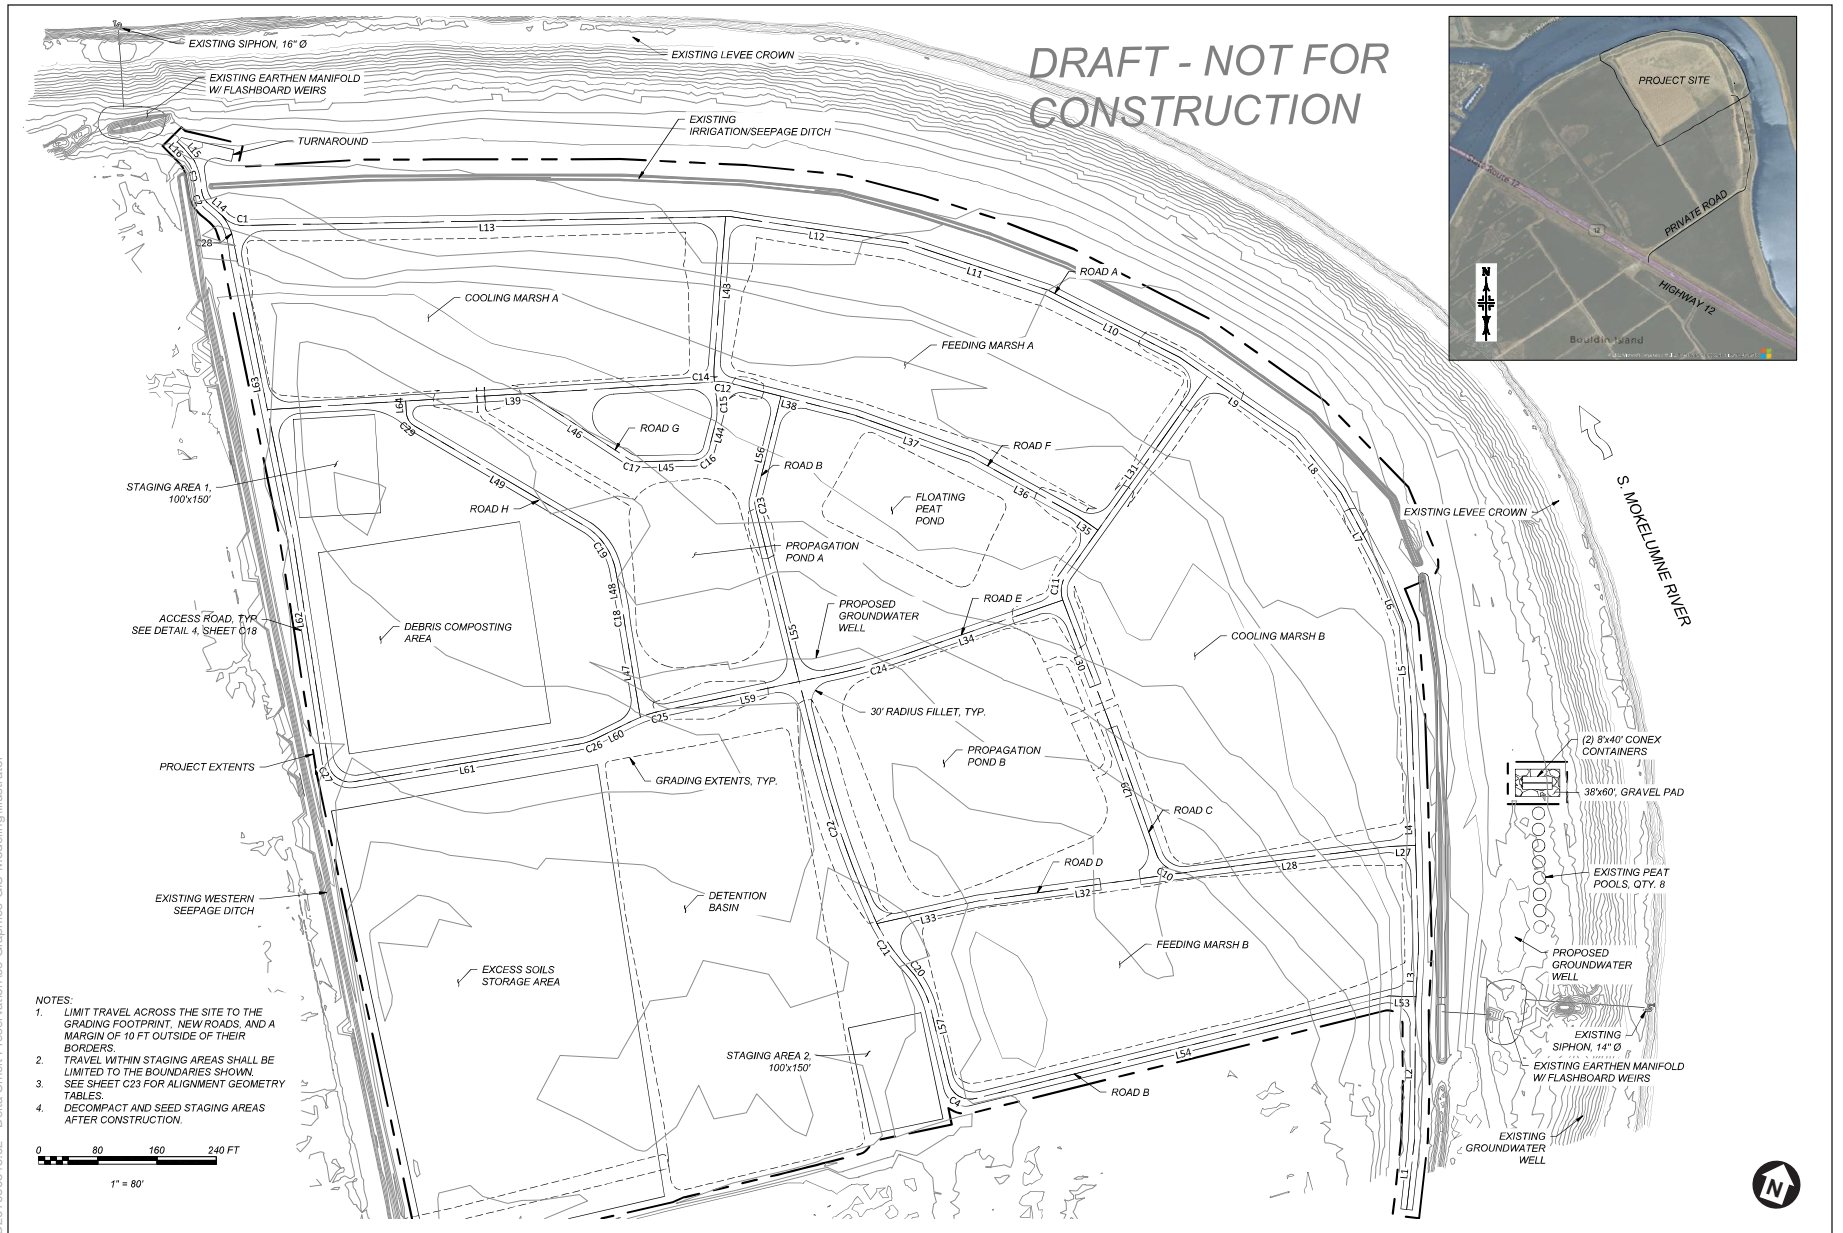 EXISTING SIPHON, 16" Ø
EXISTING EARTHEN MANIFOLD
W/ FLASHBOARD WEIRS
EXISTING LEVEE CROWN
DRAFT - NOT FOR
CONSTRUCTION
PROJECT SITE
PRIVATE ROAD
HIGHWAY 12
12
N
Bouldin Island
TURNAROUND
EXISTING
IRRIGATION/SEEPAGE DITCH
L16
L15
C3
C2
L14
C1
C28
L13
L12
L11
ROAD A
L10
L43
COOLING MARSH A
FEEDING MARSH A
L63
L64
L39
C14
C12
C15
L38
L9
C29
L46
ROAD G
L44
C17
L45
C16
L56
ROAD B
L37
ROAD F
L31
L8
STAGING AREA 1,
100'x150'
L49
ROAD H
C23
FLOATING
PEAT
POND
L36
L35
L7
EXISTING LEVEE CROWN
S. MOKELUMNE RIVER
C19
PROPAGATION
POND A
L48
C18
C11
L6
ACCESS ROAD, TYP.
SEE DETAIL 4, SHEET C18
L62
DEBRIS COMPOSTING
AREA
L55
PROPOSED
GROUNDWATER
WELL
ROAD E
L34
C24
L30
COOLING MARSH B
L5
L47
L59
C25
L60
C26
30' RADIUS FILLET, TYP.
PROJECT EXTENTS
C27
L61
GRADING EXTENTS, TYP.
PROPAGATION
POND B
L29
ROAD C
(2) 8'x40' CONEX
CONTAINERS
38'x60', GRAVEL PAD
C22
L4
L27
L28
C10
ROAD D
L32
L33
EXISTING PEAT
POOLS, QTY. 8
EXISTING WESTERN
SEEPAGE DITCH
DETENTION
BASIN
C21
C20
FEEDING MARSH B
L3
L53
PROPOSED
GROUNDWATER
WELL
EXCESS SOILS
STORAGE AREA
L57
STAGING AREA 2,
100'x150'
L54
L2
ROAD B
C4
L1
EXISTING
SIPHON, 14" Ø
EXISTING EARTHEN MANIFOLD
W/ FLASHBOARD WEIRS
EXISTING
GROUNDWATER
WELL
NOTES:
1. LIMIT TRAVEL ACROSS THE SITE TO THE
GRADING FOOTPRINT, NEW ROADS, AND A
MARGIN OF 10 FT OUTSIDE OF THEIR
BORDERS.
2. TRAVEL WITHIN STAGING AREAS SHALL BE
LIMITED TO THE BOUNDARIES SHOWN.
3. SEE SHEET C23 FOR ALIGNMENT GEOMETRY
TABLES.
4. DECOMPACT AND SEED STAGING AREAS
AFTER CONSTRUCTION.
0 80 160 240 FT
1" = 80'
N